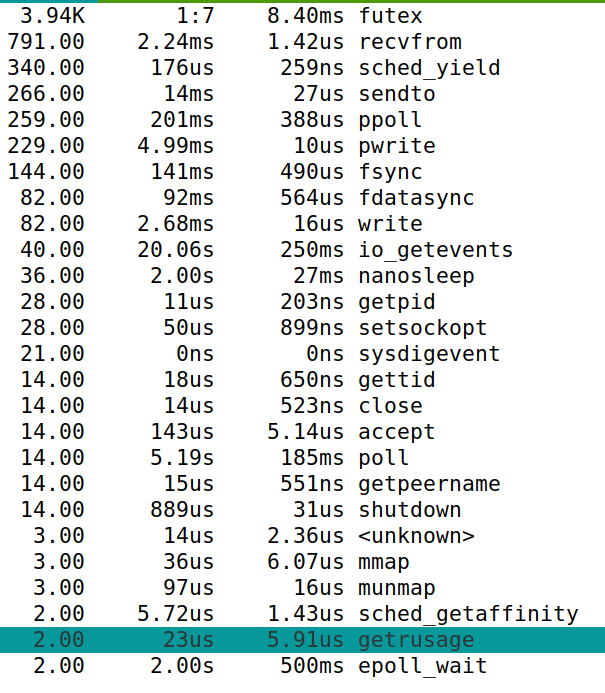 3.94K 1:7 8.40ms futex
791.00 2.24ms 1.42us recvfrom
340.00 176us 259ns sched_yield
266.00 14ms 27us sendto
259.00 201ms 388us ppoll
229.00 4.99ms 10us pwrite
144.00 141ms 490us fsync
82.00 92ms 564us fdatasync
82.00 2.68ms 16us write
40.00 20.06s 250ms io_getevents
36.00 2.00s 27ms nanosleep
28.00 11us 203ns getpid
28.00 50us 899ns setsockopt
21.00 0ns 0ns sysdigevent
14.00 18us 650ns gettid
14.00 14us 523ns close
14.00 143us 5.14us accept
14.00 5.19s 185ms poll
14.00 15us 551ns getpeername
14.00 889us 31us shutdown
3.00 14us 2.36us <unknown>
3.00 36us 6.07us mmap
3.00 97us 16us munmap
2.00 5.72us 1.43us sched_getaffinity
2.00 23us 5.91us getrusage
2.00 2.00s 500ms epoll_wait